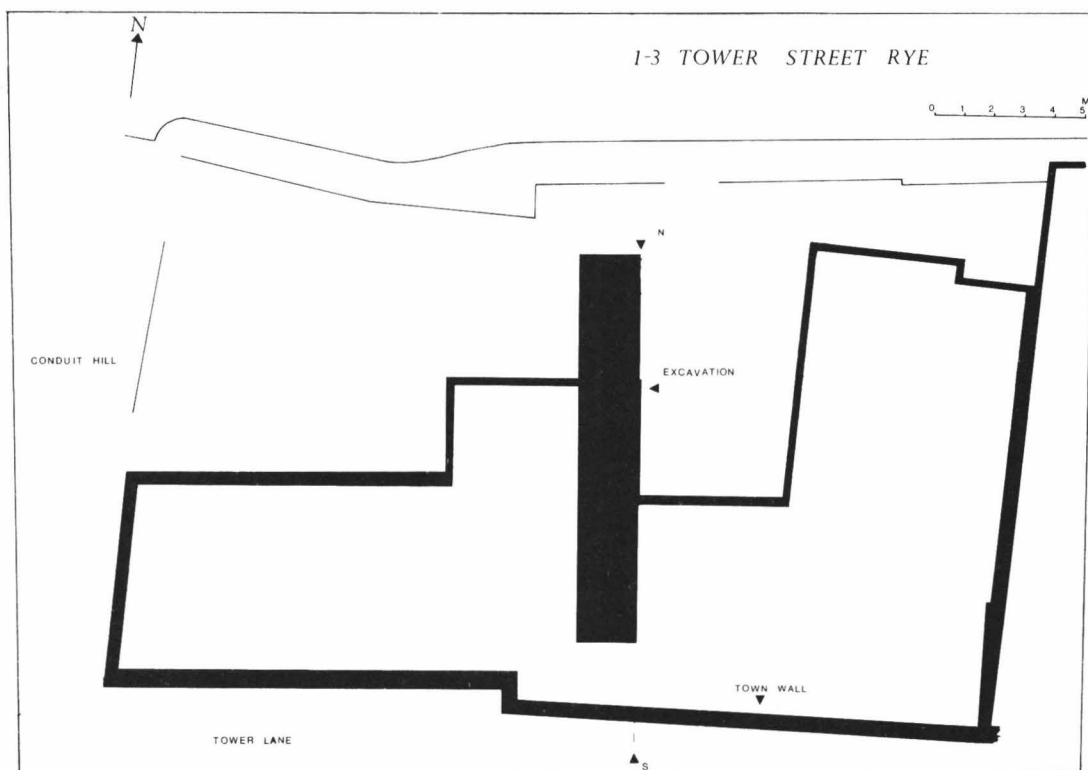 N
1-3 TOWER STREET RYE
M
0 1 2 3 4 5
N
CONDUIT HILL
EXCAVATION
TOWN WALL
TOWER LANE
S